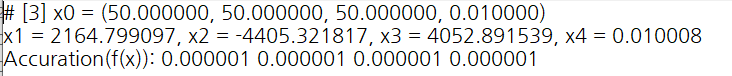 # [3] x0 = (50.000000, 50.000000, 50.000000, 0.010000)
x1 = 2164.799097, x2 = -4405.321817, x3 = 4052.891539, x4 = 0.010008
Accuration(f(x)): 0.000001 0.000001 0.000001 0.000001